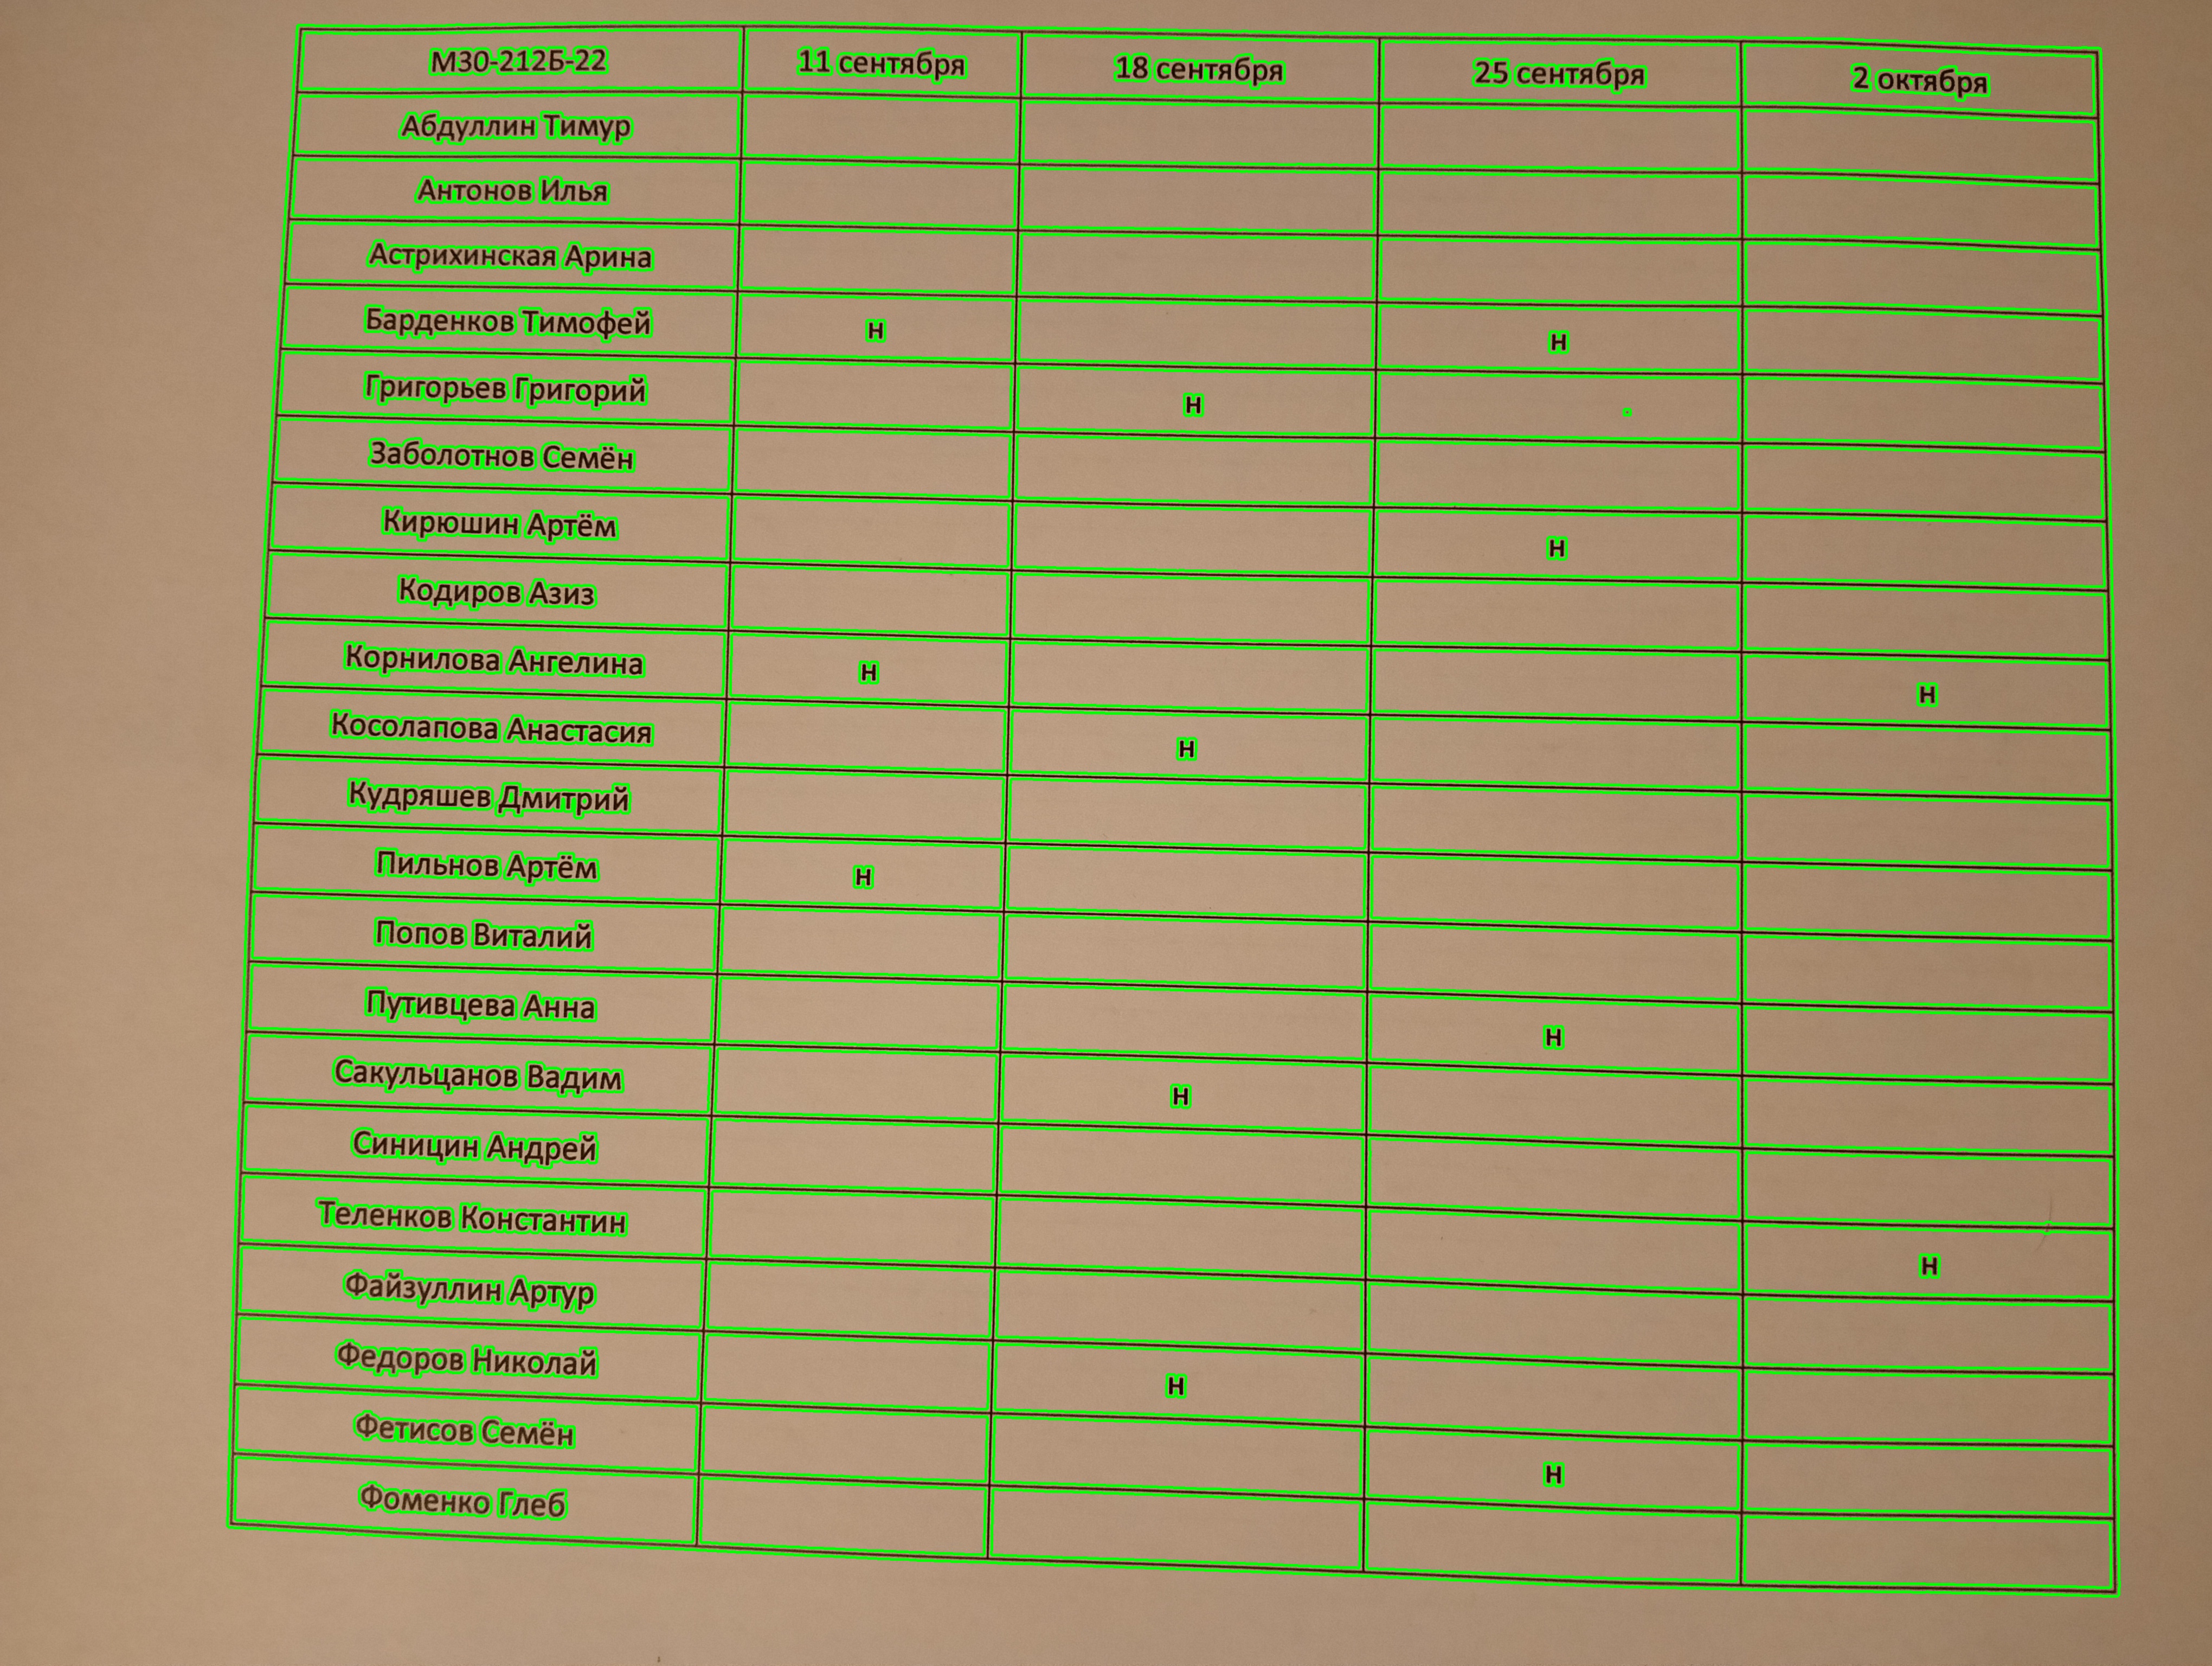 М30-212Б-22 11 сентября 18 сентября 25 сентября 2 октября
Абдуллин Тимур
Антонов Илья
Астрихинская Арина
Барденков Тимофей Н Н
Григорьев Григорий Н
Заболотнов Семён
Кирюшин Артём Н
Кодиров Азиз
Корнилова Ангелина Н Н
Косолапова Анастасия Н
Кудряшев Дмитрий
Пильнов Артём Н
Попов Виталий
Путивцева Анна Н
Сакульцанов Вадим Н
Синицин Андрей
Теленков Константин Н
Файзуллин Артур
Федоров Николай Н
Фетисов Семён Н
Фоменко Глеб